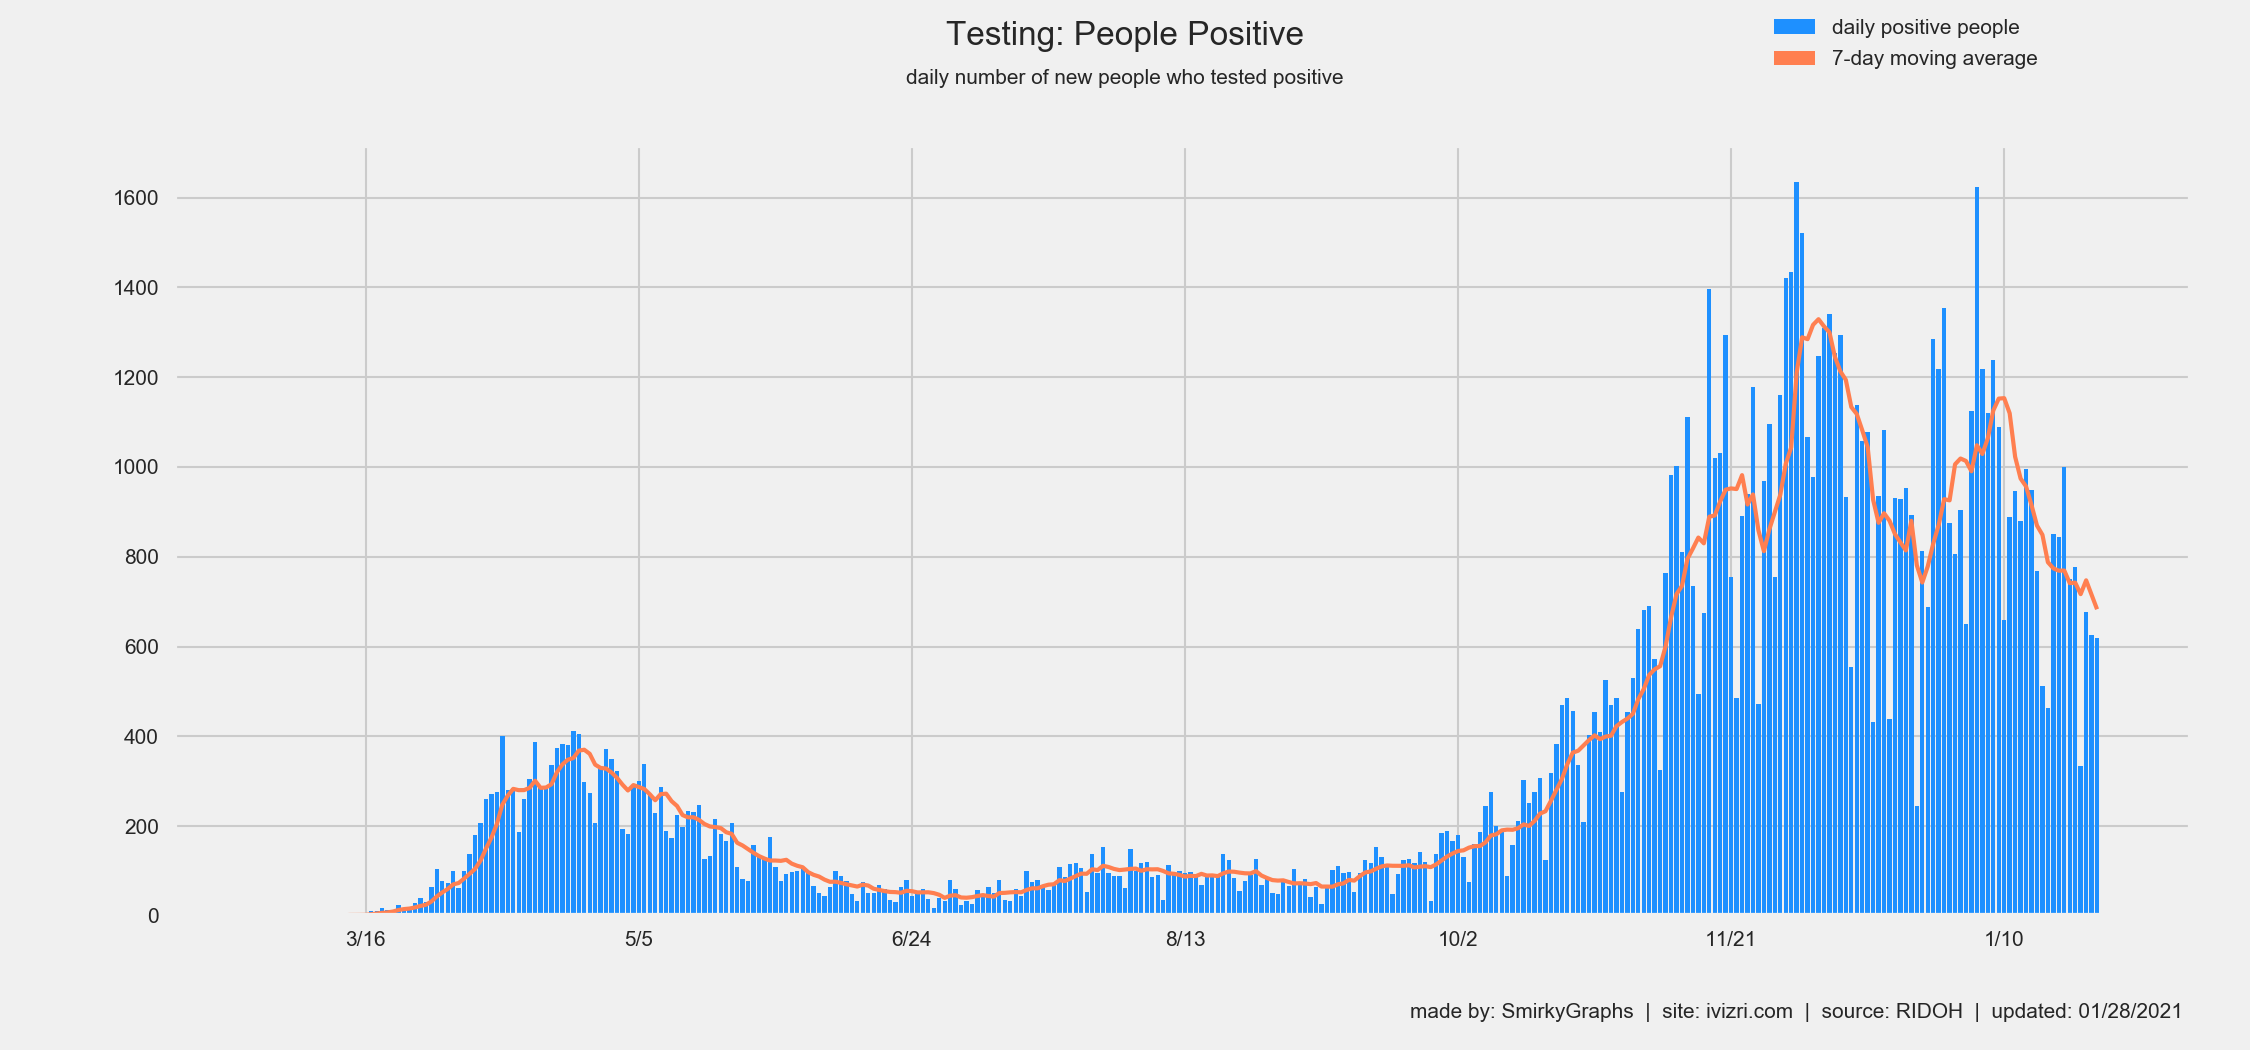 Testing: People Positive
daily number of new people who tested positive
daily positive people
7-day moving average
1600
1400
1200
1000
800
600
400
200
0
3/16 5/5 6/24 8/13 10/2 11/21 1/10
made by: SmirkyGraphs | site: ivizri.com | source: RIDOH | updated: 01/28/2021